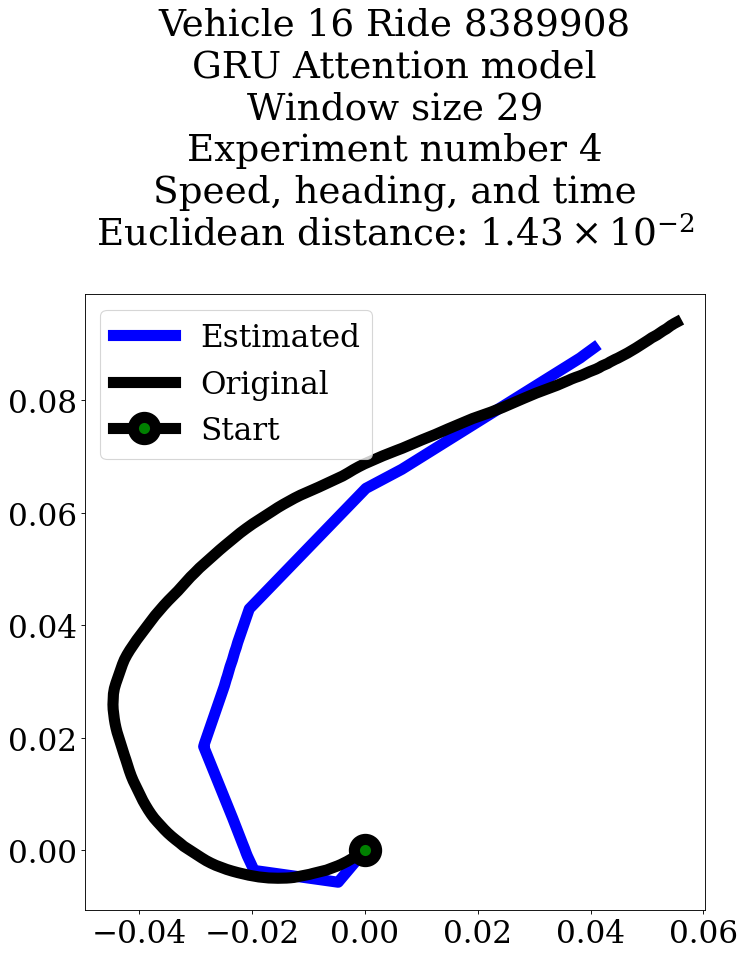 Vehicle 16 Ride 8389908
GRU Attention model
Window size 29
Experiment number 4
Speed, heading, and time
Euclidean distance: 1.43 × 10⁻²
Estimated
Original
Start
0.08
0.06
0.04
0.02
0.00
−0.04 −0.02 0.00 0.02 0.04 0.06